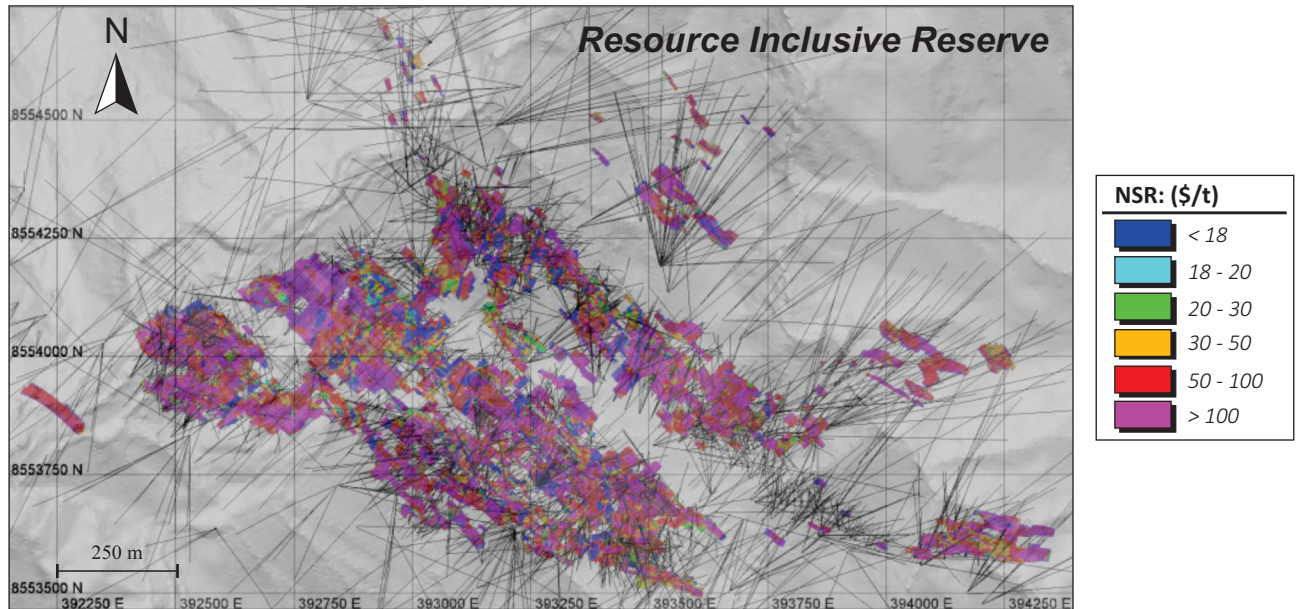 Resource Inclusive Reserve
N
8554500 N
8554250 N
8554000 N
8553750 N
8553500 N
250 m
392250 E
392500 E
392750 E
393000 E
393250 E
393500 E
393750 E
394000 E
394250 E
NSR: ($/t)
< 18
18 - 20
20 - 30
30 - 50
50 - 100
> 100